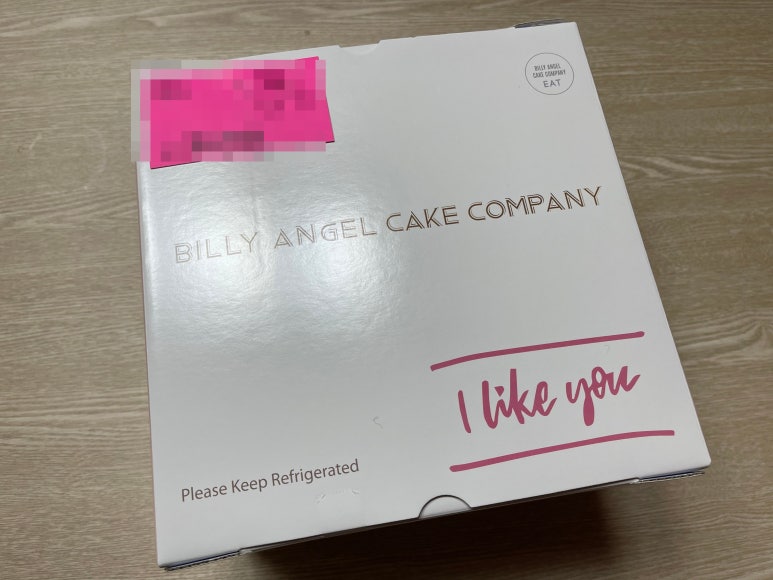 BILLY ANGEL
CAKE COMPANY
EAT
BILLY ANGEL CAKE COMPANY
I like you
Please Keep Refrigerated